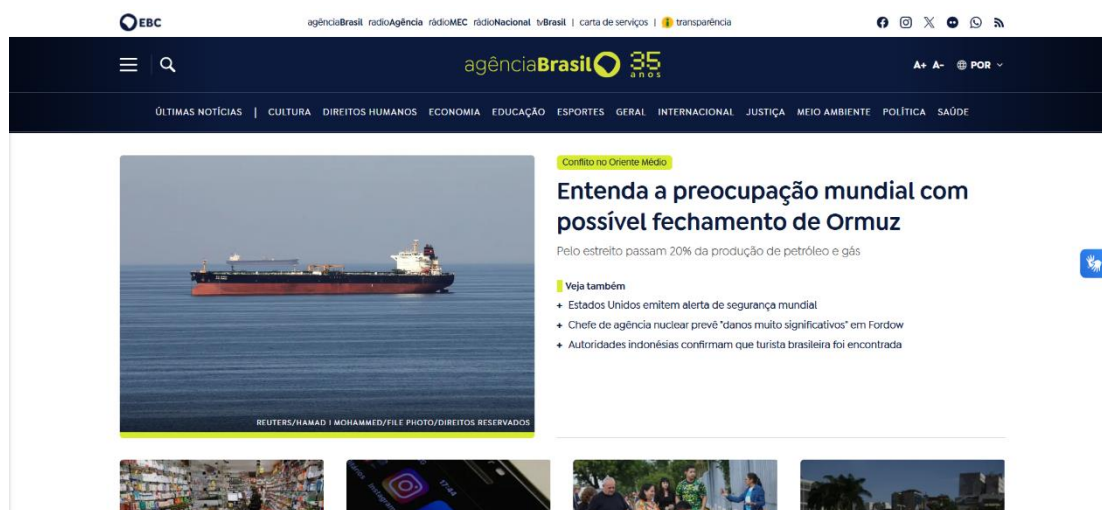 EBC
agênciaBrasil radioAgência rádioMEC rádioNacional tvBrasil | carta de serviços | i transparência
agênciaBrasil 35 anos
A+ A- POR
ÚLTIMAS NOTÍCIAS | CULTURA DIREITOS HUMANOS ECONOMIA EDUCAÇÃO ESPORTES GERAL INTERNACIONAL JUSTIÇA MEIO AMBIENTE POLÍTICA SAÚDE
Conflito no Oriente Médio
Entenda a preocupação mundial com
possível fechamento de Ormuz
Pelo estreito passam 20% da produção de petróleo e gás
Veja também
+ Estados Unidos emitem alerta de segurança mundial
+ Chefe de agência nuclear prevê "danos muito significativos" em Fordow
+ Autoridades indonésias confirmam que turista brasileira foi encontrada
REUTERS/HAMAD I MOHAMMED/FILE PHOTO/DIREITOS RESERVADOS
Instagram
17:44